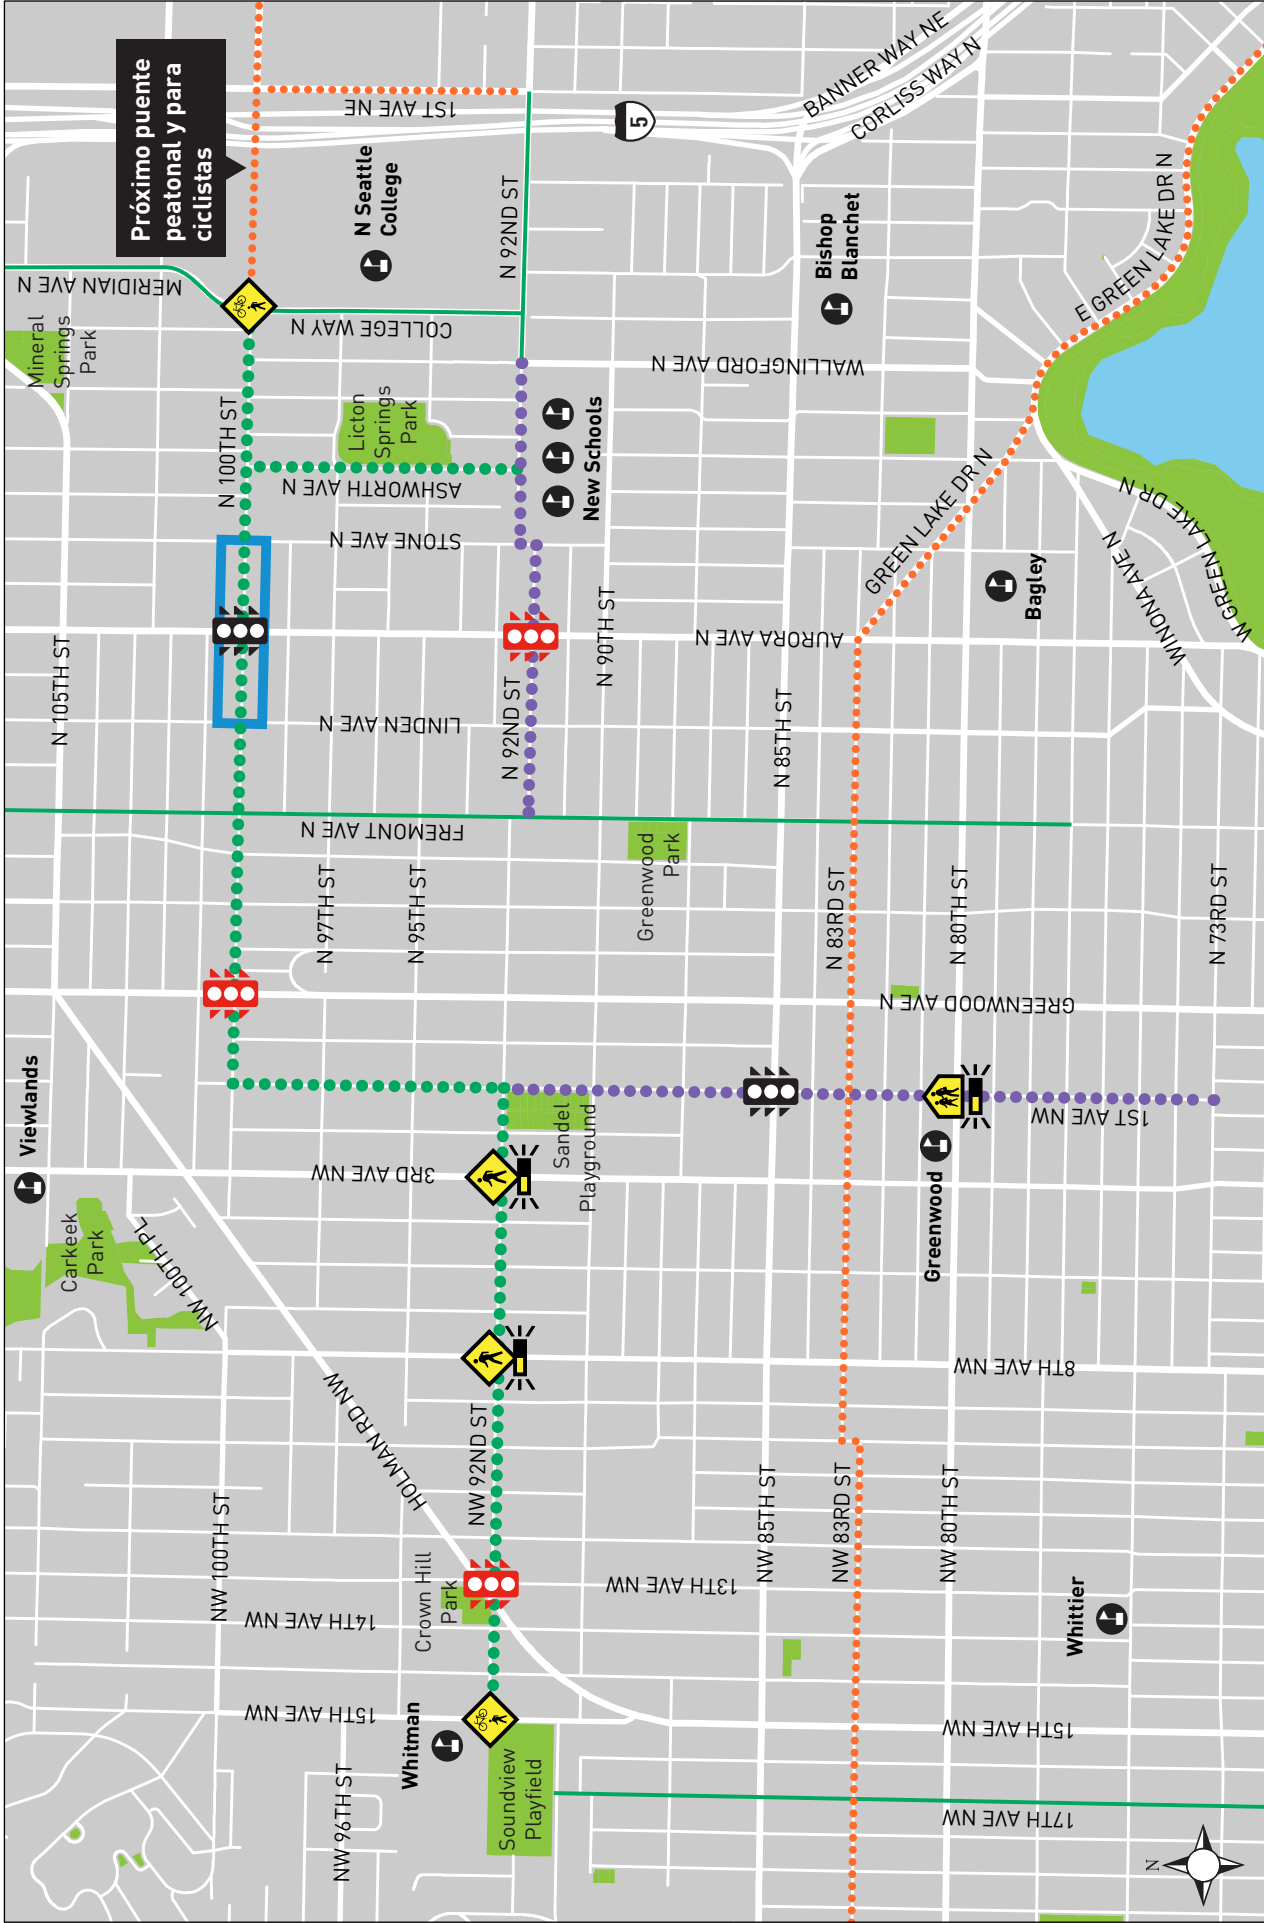 Próximo puente
peatonal y para
ciclistas
BANNER WAY NE
CORLISS WAY N
1ST AVE NE
5
N Seattle
College
N 92ND ST
Bishop
Blanchet
E GREEN LAKE DR N
MERIDIAN AVE N
COLLEGE WAY N
WALLINGFORD AVE N
Mineral
Springs
Park
N 100TH ST
Licton
Springs
Park
ASHWORTH AVE N
STONE AVE N
New Schools
GREEN LAKE DR N
W GREEN LAKE DR N
WINONA AVE N
Bagley
N 105TH ST
LINDEN AVE N
N 92ND ST
N 90TH ST
AURORA AVE N
N 85TH ST
FREMONT AVE N
N 97TH ST
N 95TH ST
Greenwood
Park
N 83RD ST
N 80TH ST
N 73RD ST
GREENWOOD AVE N
Viewlands
Carkeek
Park
NW 100TH PL
3RD AVE NW
Sandel
Playground
1ST AVE NW
Greenwood
8TH AVE NW
HOLMAN RD NW
NW 92ND ST
NW 100TH ST
14TH AVE NW
Crown Hill
Park
13TH AVE NW
NW 85TH ST
NW 83RD ST
NW 80TH ST
Whittier
15TH AVE NW
Whitman
NW 96TH ST
Soundview
Playfield
15TH AVE NW
17TH AVE NW
N